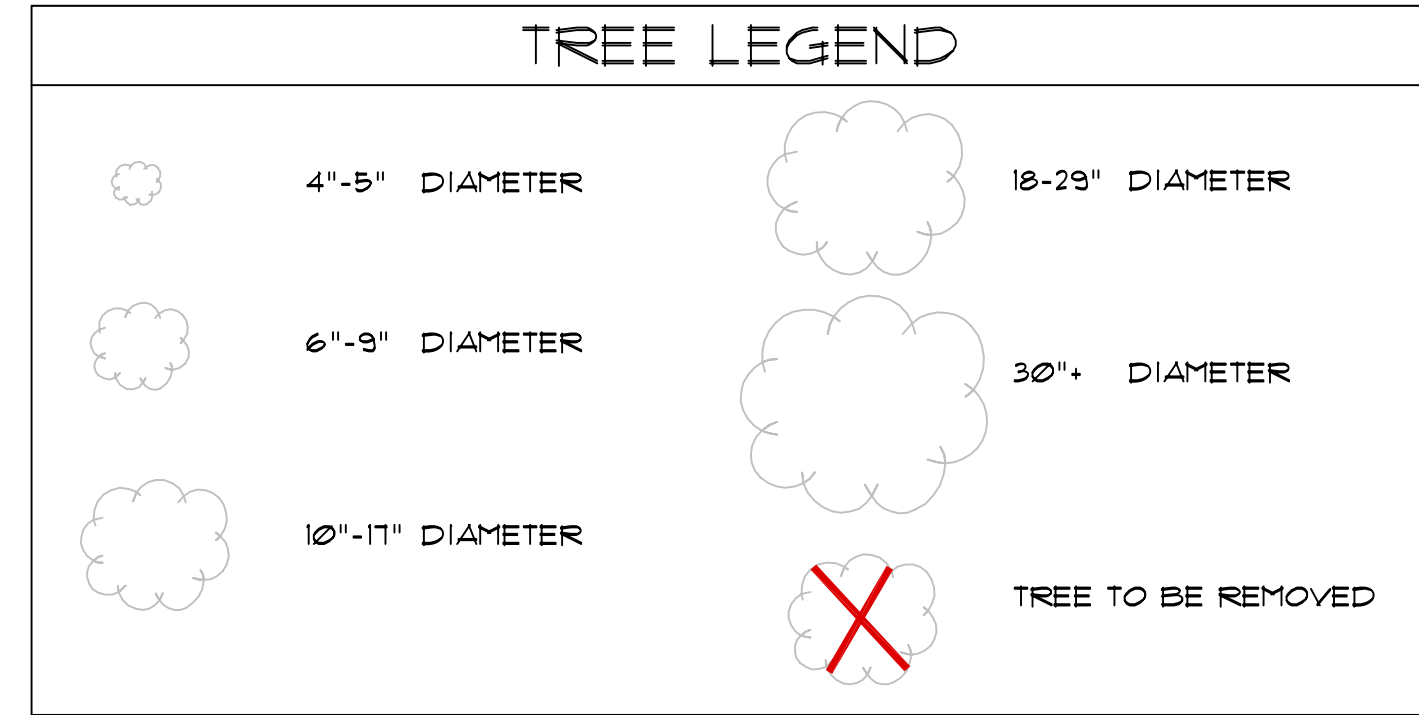 TREE LEGEND
4"-5" DIAMETER
6"-9" DIAMETER
10"-17" DIAMETER
18-29" DIAMETER
30"+ DIAMETER
TREE TO BE REMOVED